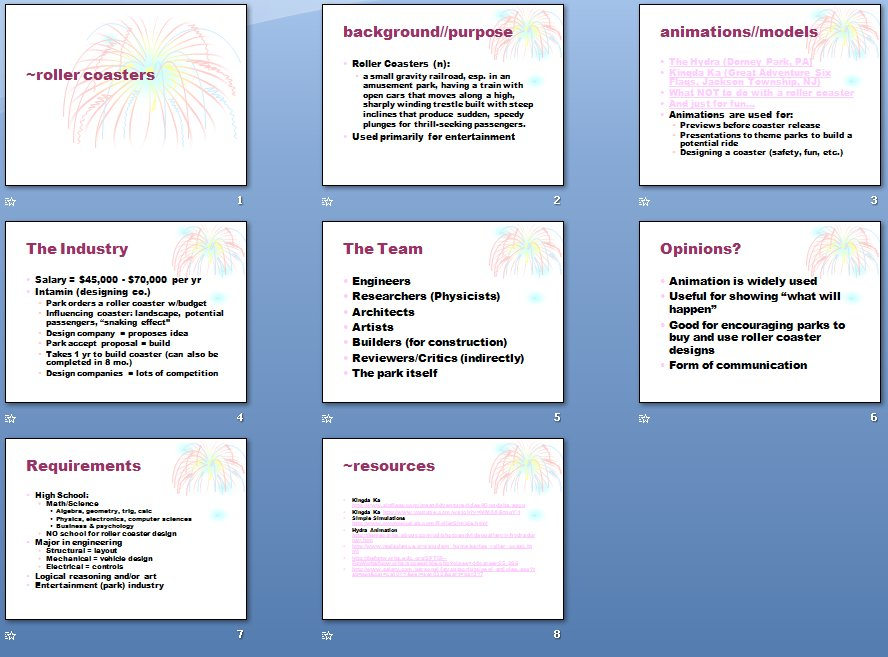 ~roller coasters
1
background//purpose
Roller Coasters (n):
a small gravity railroad, esp. in an
amusement park, having a train with
open cars that moves along a high,
sharply winding trestle built with steep
inclines that produce sudden, speedy
plunges for thrill-seeking passengers.
Used primarily for entertainment
2
animations//models
The Hydra (Dorney Park, PA)
Kingda Ka (Great Adventure Six
Flags, Jackson Township, NJ)
What NOT to do with a roller coaster
And just for fun...
Animations are used for:
Previews before coaster release
Presentations to theme parks to build a
potential ride
Designing a coaster (safety, fun, etc.)
3
The Industry
Salary = $45,000 - $70,000 per yr
Intamin (designing co.)
Park orders a roller coaster w/budget
Influencing coaster: landscape, potential
passengers, “snaking effect”
Design company = proposes idea
Park accept proposal = build
Takes 1 yr to build coaster (can also be
completed in 8 mo.)
Design companies = lots of competition
4
The Team
Engineers
Researchers (Physicists)
Architects
Artists
Builders (for construction)
Reviewers/Critics (indirectly)
The park itself
5
Opinions?
Animation is widely used
Useful for showing “what will
happen”
Good for encouraging parks to
buy and use roller coaster
designs
Form of communication
6
Requirements
High School:
Math/Science
Algebra, geometry, trig, calc
Physics, electronics, computer sciences
Business & psychology
NO school for roller coaster design
Major in engineering
Structural = layout
Mechanical = vehicle design
Electrical = controls
Logical reasoning and/or art
Entertainment (park) industry
7
~resources
Kingda Ka
Kingda Ka
Simple Simulations
Hydra Animation
8